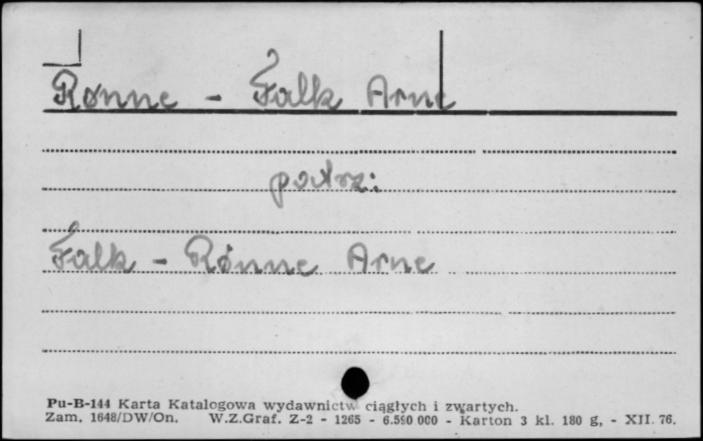 Rønne - Falk Arne
patrz:
Falk - Rønne Arne
Pu-B-144 Karta Katalogowa wydawnictw ciągłych i zwartych.
Zam. 1648/DW/On. W.Z.Graf. Z-2 - 1265 - 6.590 000 - Karton 3 kl. 180 g, - XII. 76.